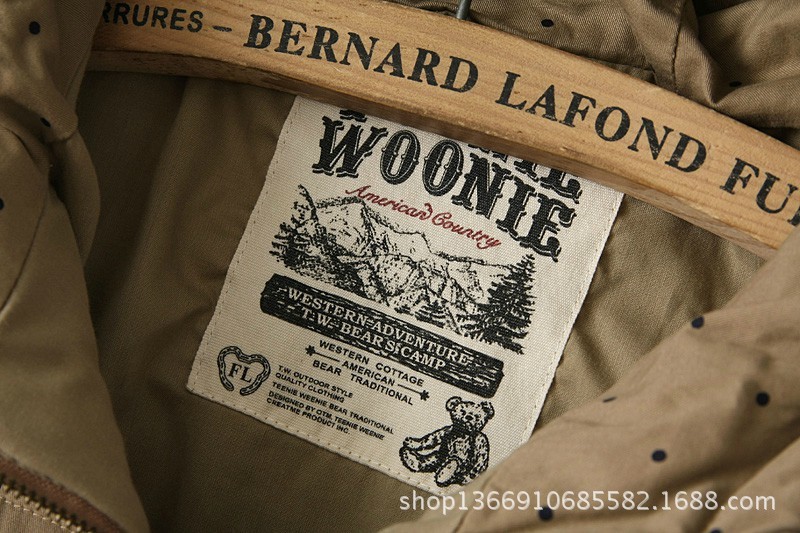 RRURES – BERNARD LAFOND FU
WOONIE
American Country
WESTERN ADVENTURE
T.W. BEAR'S CAMP
WESTERN COTTAGE
AMERICAN
BEAR TRADITIONAL
FL
T.W. OUTDOOR STYLE
QUALITY CLOTHING
TEENIE WEENIE BEAR TRADITIONAL
DESIGNED BY OTM, TEENIE WEENIE
CREATME PRODUCT INC.
shop1366910685582.1688.com